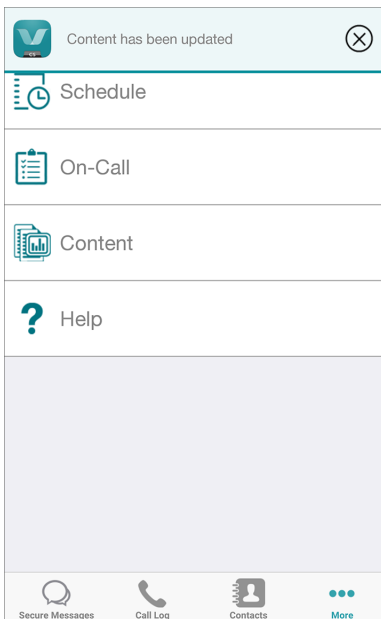 Content has been updated
Schedule
On-Call
Content
Help
Secure Messages
Call Log
Contacts
More